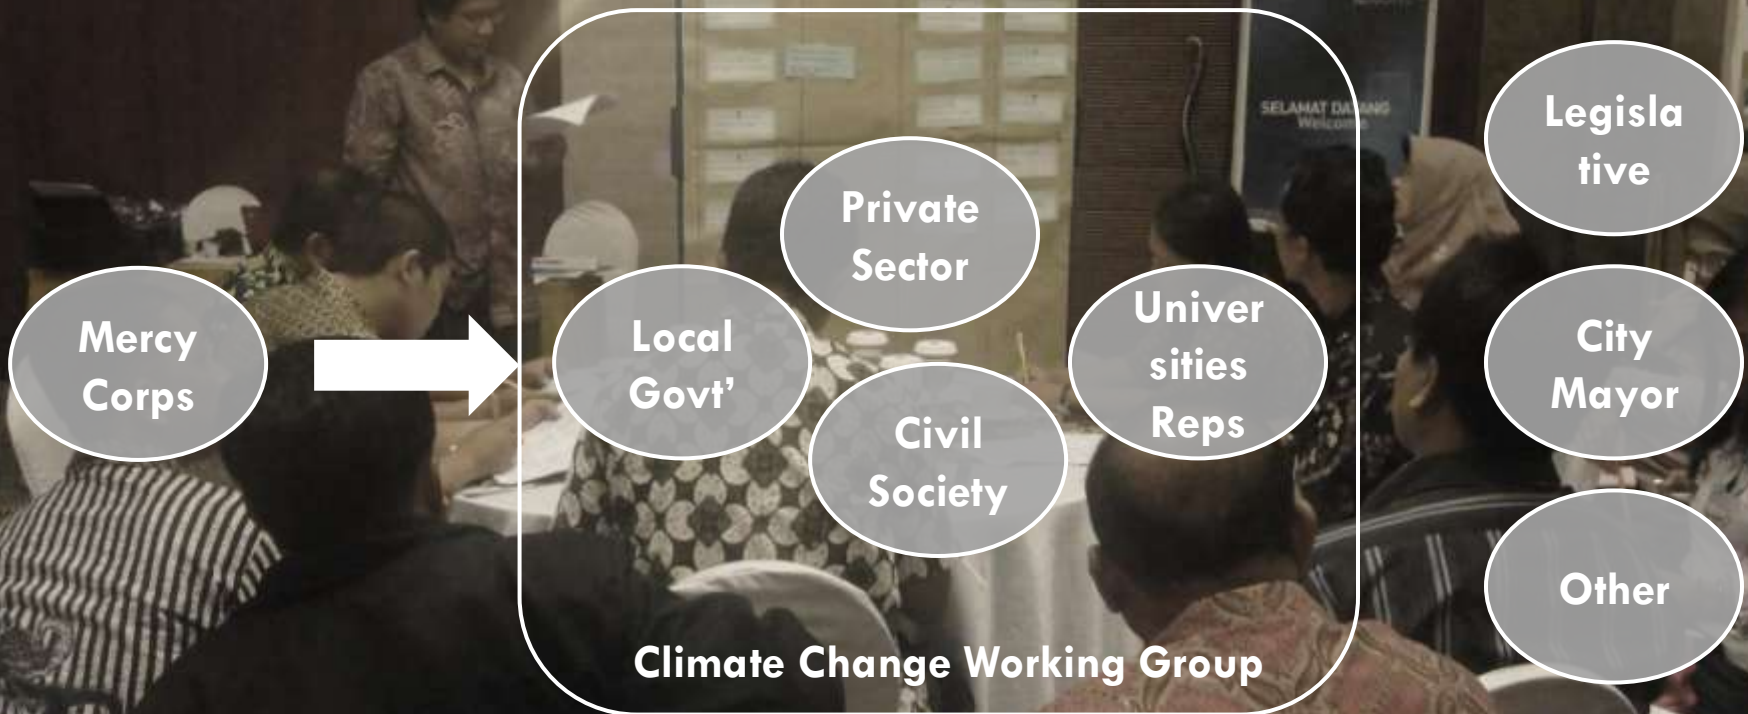 SELAMAT DATANG
Welcome
Legisla
tive
Private
Sector
Mercy
Corps
Local
Govt’
Univer
sities
Reps
City
Mayor
Civil
Society
Other
Climate Change Working Group